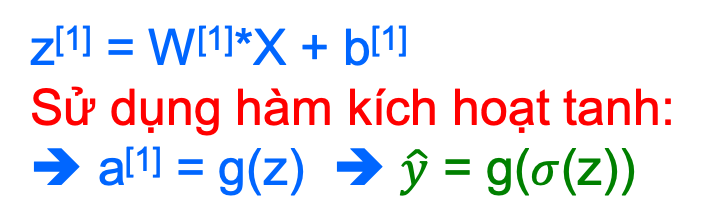 z[1] = W[1]*X + b[1]
Sử dụng hàm kích hoạt tanh:
➔ a[1] = g(z) ➔ ŷ = g(σ(z))